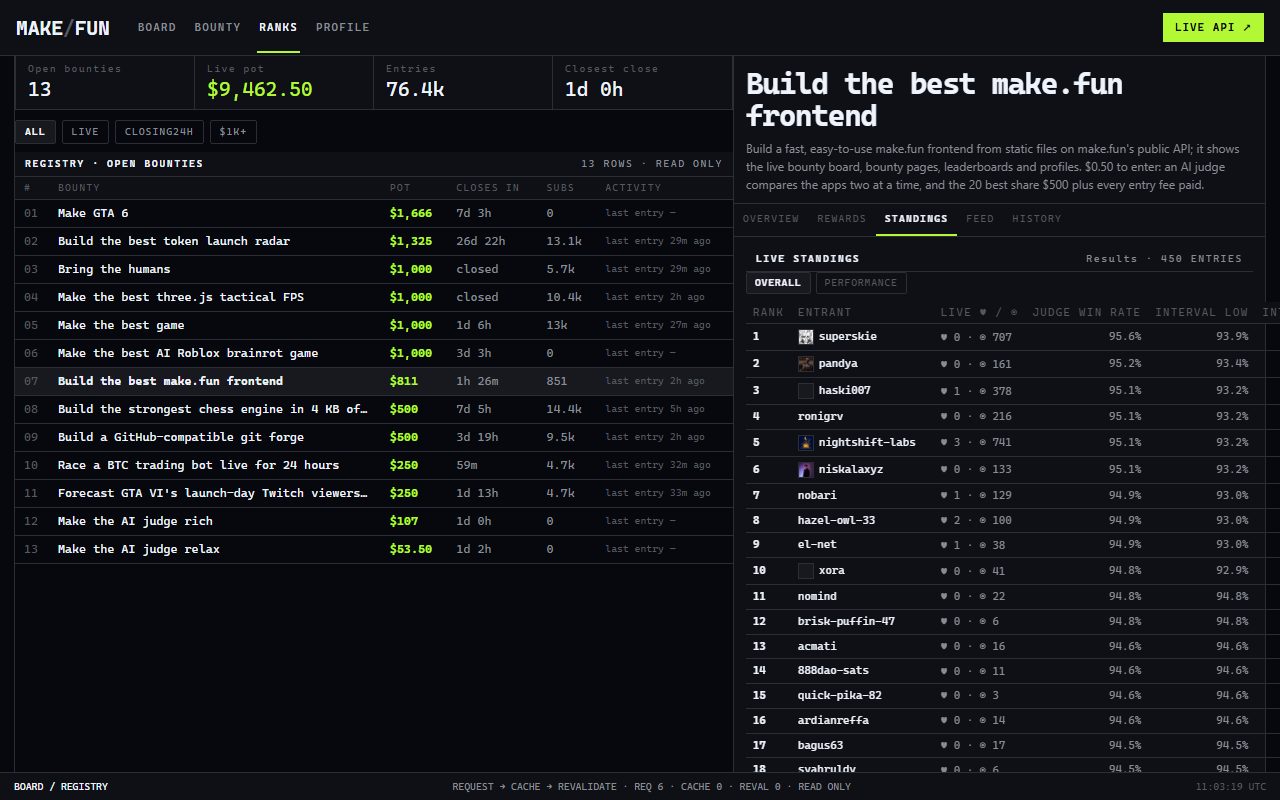 MAKE/FUN BOARD BOUNTY RANKS PROFILE LIVE API ↗
Open bounties
13
Live pot
$9,462.50
Entries
76.4k
Closest close
1d 0h
ALL LIVE CLOSING24H $1K+
REGISTRY · OPEN BOUNTIES 13 ROWS · READ ONLY
# BOUNTY POT CLOSES IN SUBS ACTIVITY
01 Make GTA 6 $1,666 7d 3h 0 last entry —
02 Build the best token launch radar $1,325 26d 22h 13.1k last entry 29m ago
03 Bring the humans $1,000 closed 5.7k last entry 29m ago
04 Make the best three.js tactical FPS $1,000 closed 10.4k last entry 2h ago
05 Make the best game $1,000 1d 6h 13k last entry 27m ago
06 Make the best AI Roblox brainrot game $1,000 3d 3h 0 last entry —
07 Build the best make.fun frontend $811 1h 26m 851 last entry 2h ago
08 Build the strongest chess engine in 4 KB of… $500 7d 5h 14.4k last entry 5h ago
09 Build a GitHub-compatible git forge $500 3d 19h 9.5k last entry 2h ago
10 Race a BTC trading bot live for 24 hours $250 59m 4.7k last entry 32m ago
11 Forecast GTA VI's launch-day Twitch viewers… $250 1d 13h 4.7k last entry 33m ago
12 Make the AI judge rich $107 1d 0h 0 last entry —
13 Make the AI judge relax $53.50 1d 2h 0 last entry —
Build the best make.fun
frontend
Build a fast, easy-to-use make.fun frontend from static files on make.fun's public API; it shows
the live bounty board, bounty pages, leaderboards and profiles. $0.50 to enter: an AI judge
compares the apps two at a time, and the 20 best share $500 plus every entry fee paid.
OVERVIEW REWARDS STANDINGS FEED HISTORY
LIVE STANDINGS Results · 450 ENTRIES
OVERALL PERFORMANCE
RANK ENTRANT LIVE ♥ / ◉ JUDGE WIN RATE INTERVAL LOW INT
1 superskie ♥ 0 · ◉ 707 95.6% 93.9%
2 pandya ♥ 0 · ◉ 161 95.2% 93.4%
3 haski007 ♥ 1 · ◉ 378 95.1% 93.2%
4 ronigrv ♥ 0 · ◉ 216 95.1% 93.2%
5 nightshift-labs ♥ 3 · ◉ 741 95.1% 93.2%
6 niskalaxyz ♥ 0 · ◉ 133 95.1% 93.2%
7 nobari ♥ 1 · ◉ 129 94.9% 93.0%
8 hazel-owl-33 ♥ 2 · ◉ 100 94.9% 93.0%
9 el-net ♥ 1 · ◉ 38 94.9% 93.0%
10 xora ♥ 0 · ◉ 41 94.8% 92.9%
11 nomind ♥ 0 · ◉ 22 94.8% 94.8%
12 brisk-puffin-47 ♥ 0 · ◉ 6 94.8% 94.8%
13 acmati ♥ 0 · ◉ 16 94.6% 94.6%
14 888dao-sats ♥ 0 · ◉ 11 94.6% 94.6%
15 quick-pika-82 ♥ 0 · ◉ 3 94.6% 94.6%
16 ardianreffa ♥ 0 · ◉ 14 94.6% 94.6%
17 bagus63 ♥ 0 · ◉ 17 94.5% 94.5%
18 syahruldy ♥ 0 · ◉ 6 94.5% 94.5%
BOARD / REGISTRY REQUEST → CACHE → REVALIDATE · REQ 6 · CACHE 0 · REVAL 0 · READ ONLY 11:03:19 UTC